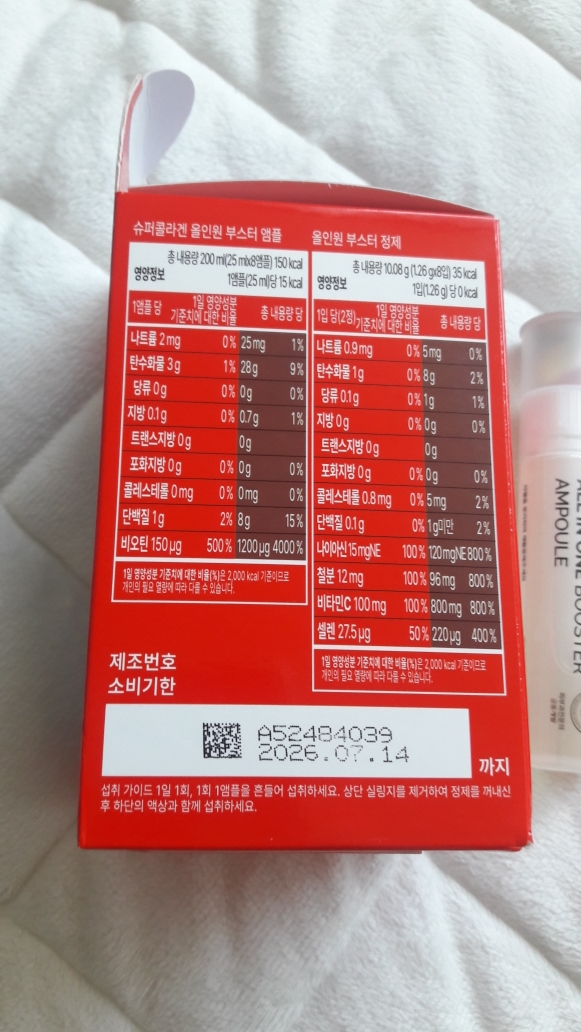 슈퍼콜라겐 올인원 부스터 앰플
영양정보
총 내용량 200 ml(25 mlx8앰플) 150 kcal
1앰플(25 ml)당 15 kcal
1앰플 당 1일 영양성분 기준치에 대한 비율 총 내용량 당
나트륨 2 mg 0% 25 mg 1%
탄수화물 3 g 1% 28 g 9%
당류 0 g 0% 0 g 0%
지방 0.1 g 0% 0.7 g 1%
트랜스지방 0 g 0 g
포화지방 0 g 0% 0 g 0%
콜레스테롤 0 mg 0% 0 mg 0%
단백질 1 g 2% 8 g 15%
비오틴 150 μg 500% 1200 μg 4000%
1일 영양성분 기준치에 대한 비율(%)은 2,000 kcal 기준이므로
개인의 필요 열량에 따라 다를 수 있습니다.
올인원 부스터 정제
영양정보
총 내용량 10.08 g (1.26 gx8입) 35 kcal
1입(1.26 g) 당 0 kcal
1입 당(2정) 1일 영양성분 기준치에 대한 비율 총 내용량 당
나트륨 0.9 mg 0% 5 mg 0%
탄수화물 1 g 0% 8 g 2%
당류 0.1 g 0% 1 g 1%
지방 0 g 0% 0 g 0%
트랜스지방 0 g 0 g
포화지방 0 g 0% 0 g 0%
콜레스테롤 0.8 mg 0% 5 mg 2%
단백질 0.1 g 0% 1 g미만 2%
나이아신 15 mgNE 100% 120 mgNE 800%
철분 12 mg 100% 96 mg 800%
비타민C 100 mg 100% 800 mg 800%
셀렌 27.5 μg 50% 220 μg 400%
1일 영양성분 기준치에 대한 비율(%)은 2,000 kcal 기준이므로
개인의 필요 열량에 따라 다를 수 있습니다.
제조번호
소비기한
A52484039
2026.07.14
까지
섭취 가이드 1일 1회, 1회 1앰플을 흔들어 섭취하세요. 상단 실링지를 제거하여 정제를 꺼내신
후 하단의 액상과 함께 섭취하세요.
BOOSTER
AMPOULE